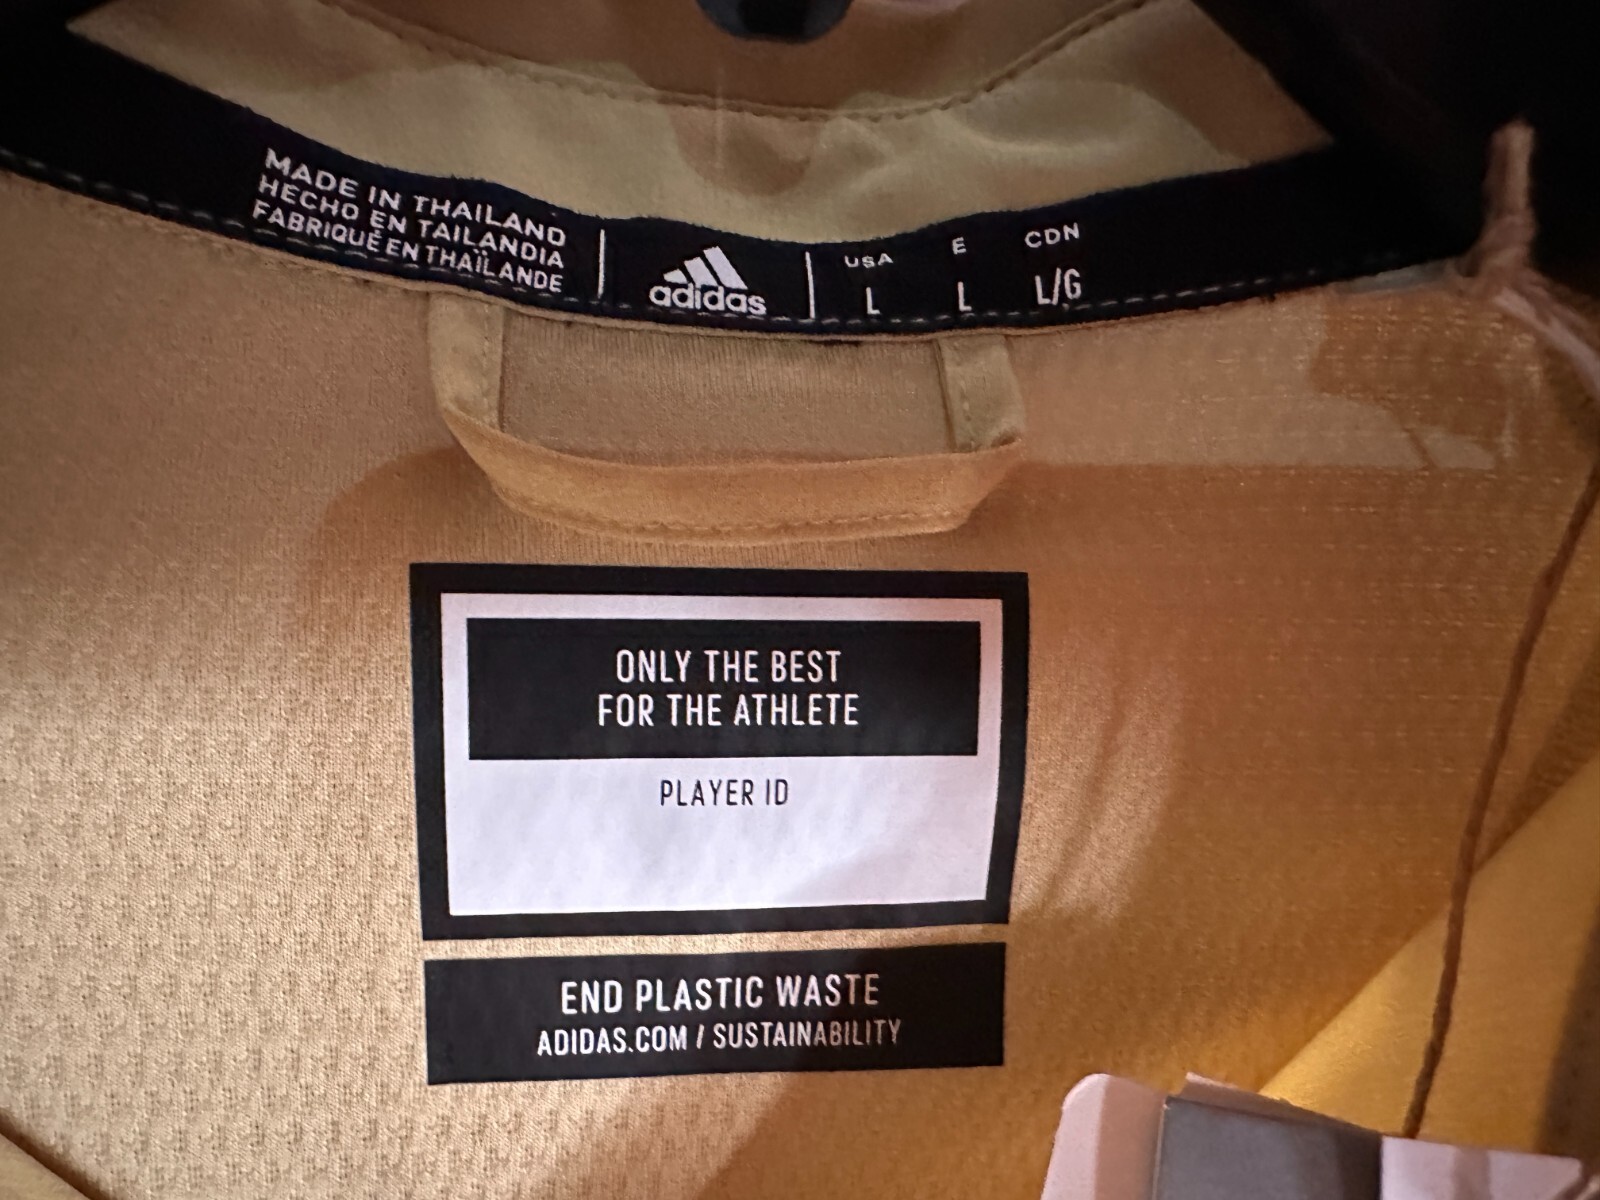 MADE IN THAILAND
HECHO EN TAILANDIA
FABRIQUÉ EN THAÏLANDE
adidas
USA E CDN
L L L/G
ONLY THE BEST
FOR THE ATHLETE
PLAYER ID
END PLASTIC WASTE
ADIDAS.COM / SUSTAINABILITY